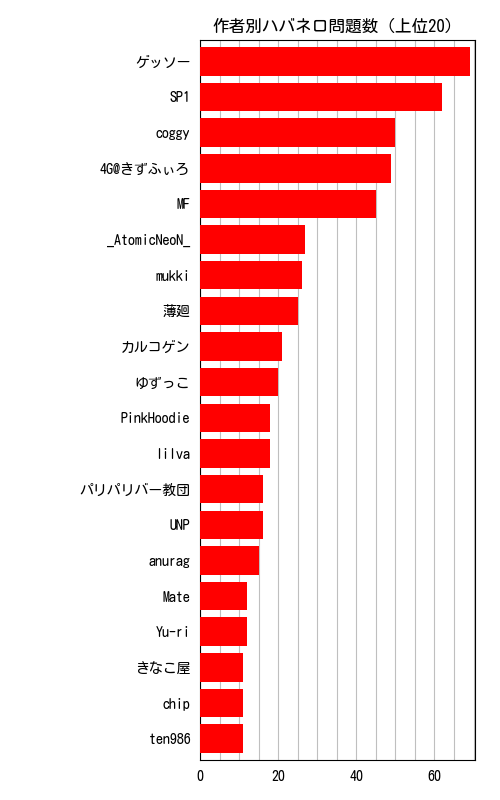 作者別ハバネロ問題数（上位20）
ゲッソー
SP1
coggy
4G@きずふぃろ
MF
_AtomicNeoN_
mukki
薄廻
カルコゲン
ゆずっこ
PinkHoodie
lilva
パリパリバー教団
UNP
anurag
Mate
Yu-ri
きなこ屋
chip
ten986
0 20 40 60